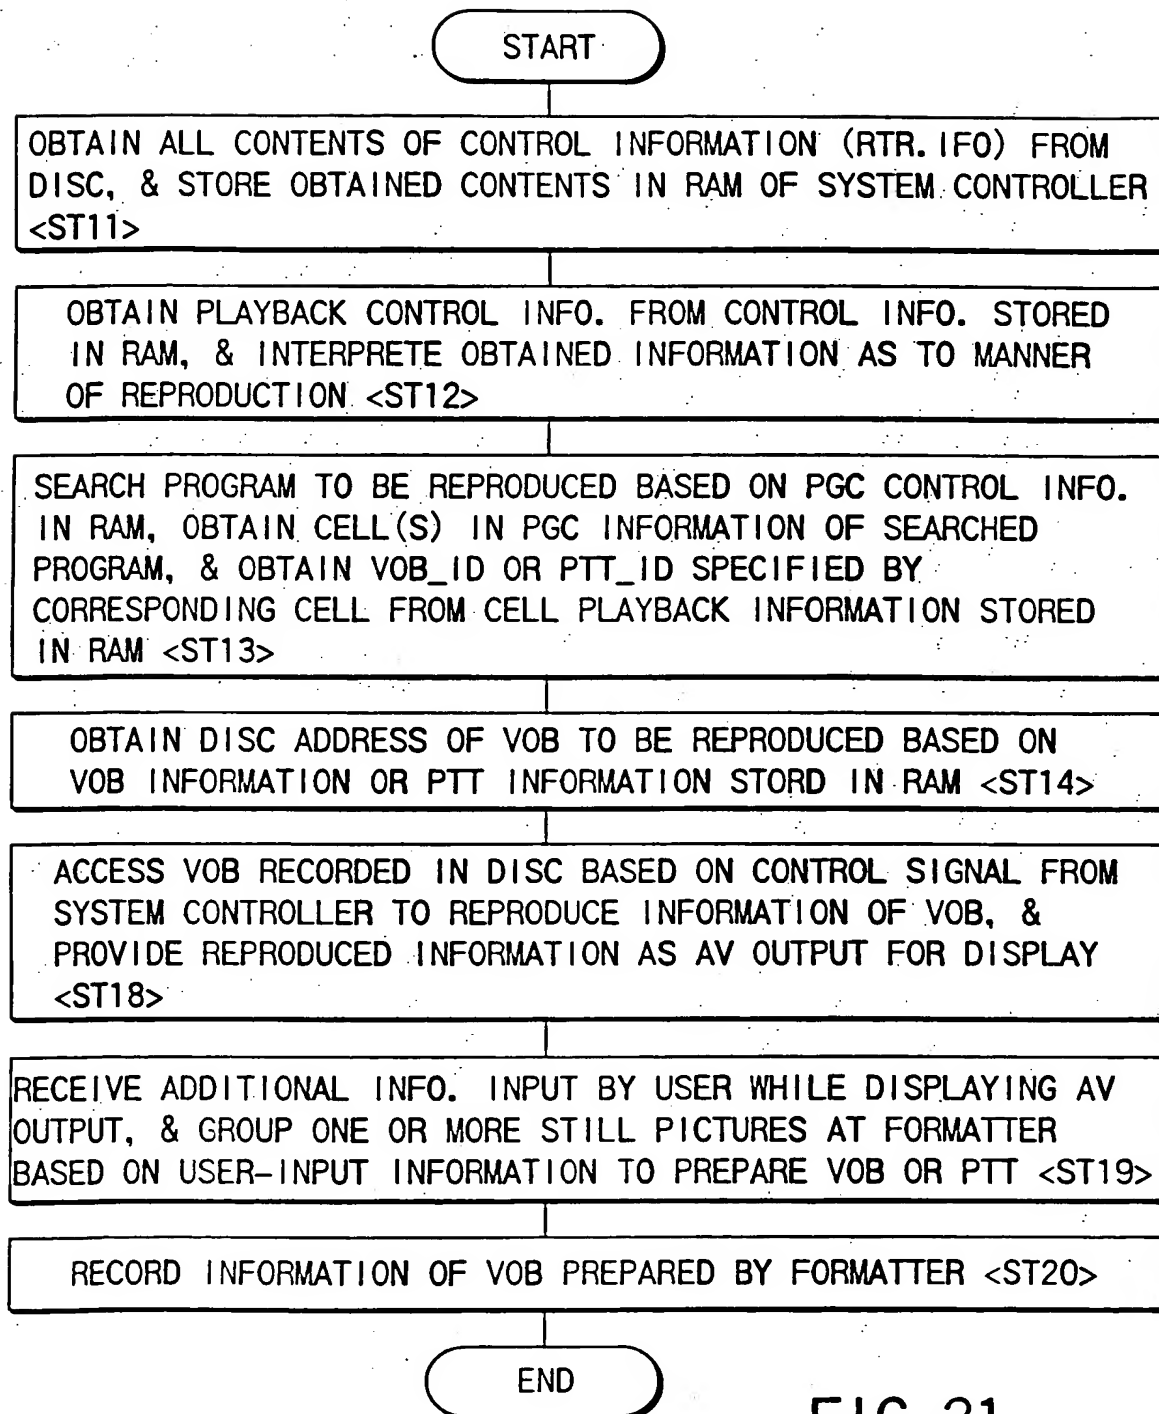 START
OBTAIN ALL CONTENTS OF CONTROL INFORMATION (RTR.IFO) FROM
DISC, & STORE OBTAINED CONTENTS IN RAM OF SYSTEM CONTROLLER
<ST11>
OBTAIN PLAYBACK CONTROL INFO. FROM CONTROL INFO. STORED
IN RAM, & INTERPRETE OBTAINED INFORMATION AS TO MANNER
OF REPRODUCTION <ST12>
SEARCH PROGRAM TO BE REPRODUCED BASED ON PGC CONTROL INFO.
IN RAM, OBTAIN CELL(S) IN PGC INFORMATION OF SEARCHED
PROGRAM, & OBTAIN VOB_ID OR PTT_ID SPECIFIED BY
CORRESPONDING CELL FROM CELL PLAYBACK INFORMATION STORED
IN RAM <ST13>
OBTAIN DISC ADDRESS OF VOB TO BE REPRODUCED BASED ON
VOB INFORMATION OR PTT INFORMATION STORD IN RAM <ST14>
ACCESS VOB RECORDED IN DISC BASED ON CONTROL SIGNAL FROM
SYSTEM CONTROLLER TO REPRODUCE INFORMATION OF VOB, &
PROVIDE REPRODUCED INFORMATION AS AV OUTPUT FOR DISPLAY
<ST18>
RECEIVE ADDITIONAL INFO. INPUT BY USER WHILE DISPLAYING AV
OUTPUT, & GROUP ONE OR MORE STILL PICTURES AT FORMATTER
BASED ON USER-INPUT INFORMATION TO PREPARE VOB OR PTT <ST19>
RECORD INFORMATION OF VOB PREPARED BY FORMATTER <ST20>
END
FIG. 21